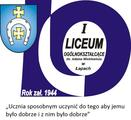 I
LICEUM
OGÓLNOKSZTAŁCĄCE
im. Adama Mickiewicza
w Łapach
Rok zał. 1944
„Ucznia sposobnym uczynić do tego aby jemu
było dobrze i z nim było dobrze”